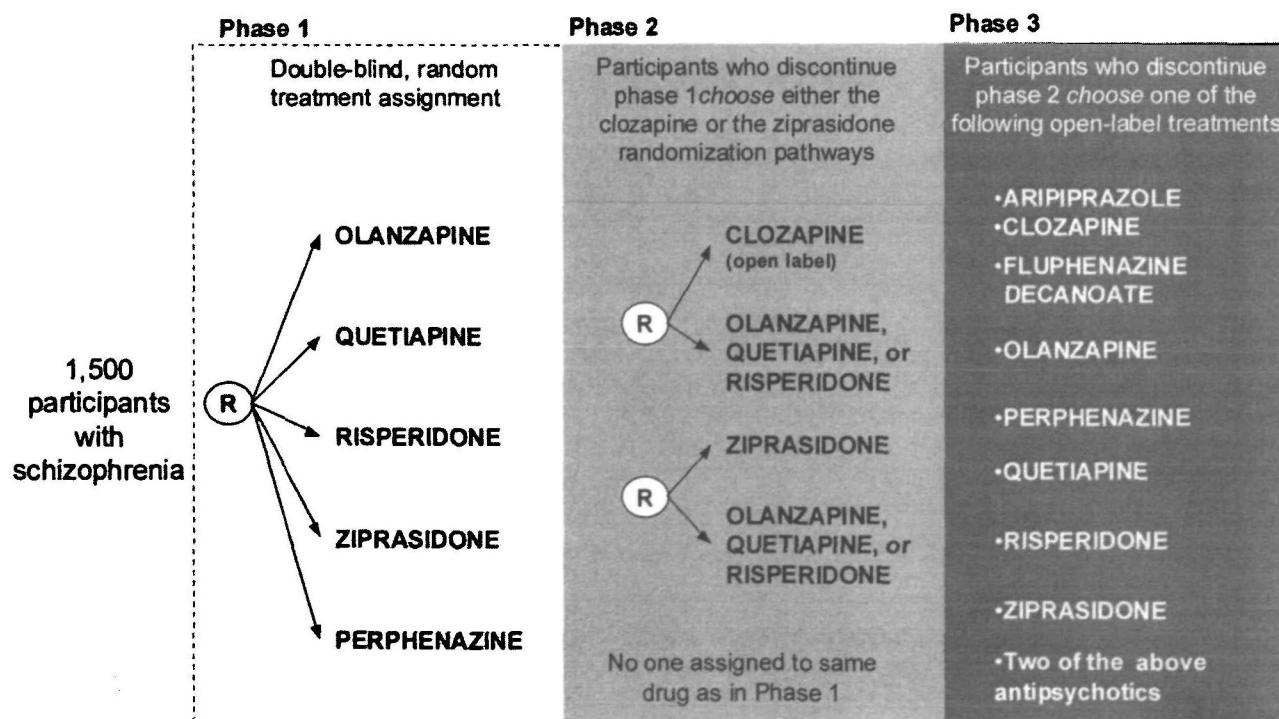 Phase 1
Double-blind, random
treatment assignment
1,500
participants
with
schizophrenia
R
OLANZAPINE
QUETIAPINE
RISPERIDONE
ZIPRASIDONE
PERPHENAZINE
Phase 2
Participants who discontinue
phase 1choose either the
clozapine or the ziprasidone
randomization pathways
R
CLOZAPINE
(open label)
OLANZAPINE,
QUETIAPINE, or
RISPERIDONE
R
ZIPRASIDONE
OLANZAPINE,
QUETIAPINE, or
RISPERIDONE
No one assigned to same
drug as in Phase 1
Phase 3
Participants who discontinue
phase 2 choose one of the
following open-label treatments
•ARIPIPRAZOLE
•CLOZAPINE
•FLUPHENAZINE
DECANOATE
•OLANZAPINE
•PERPHENAZINE
•QUETIAPINE
•RISPERIDONE
•ZIPRASIDONE
•Two of the above
antipsychotics